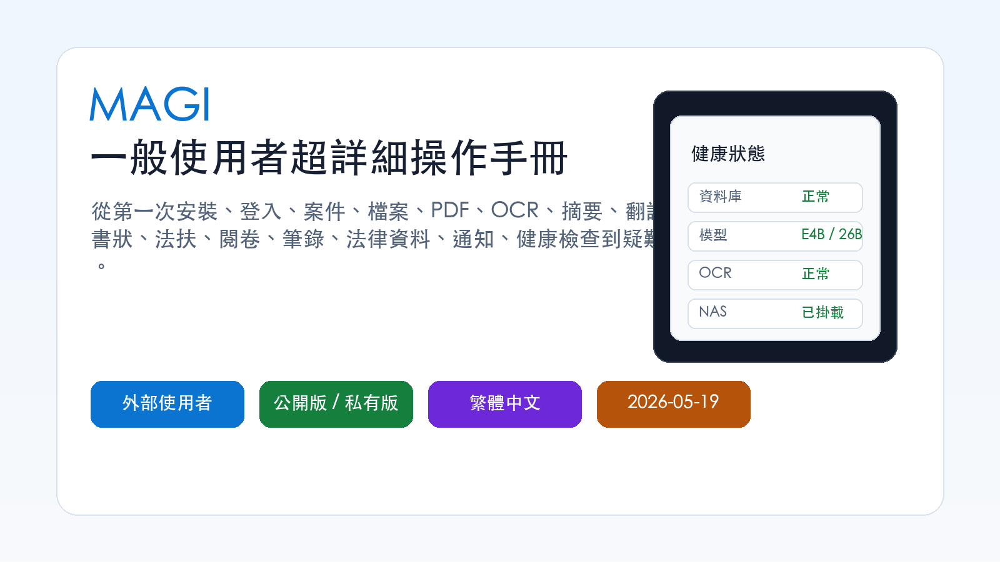 MAGI
一般使用者超詳細操作手冊
從第一次安裝、登入、案件、檔案、PDF、OCR、摘要、
書狀、法扶、閱卷、筆錄、法律資料、通知、健康檢查到疑
。
健康狀態
資料庫 正常
模型 E4B / 26B
OCR 正常
NAS 已掛載
外部使用者
公開版 / 私有版
繁體中文
2026-05-19